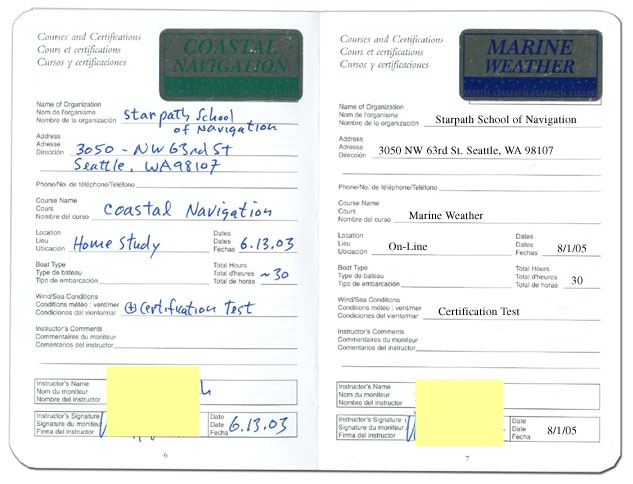 Courses and Certifications
Cours et certifications
Cursos y certificaciones
COASTAL
NAVIGATION
STARPATH STARPATH
Name of Organization
Nom de l'organisme
Nombre de la organización
Starpath School
of Navigation
Address
Adresse
Dirección
3050 - NW 63rd St
Seattle, WA 98107
Phone/No. de téléphone/Teléfono
Course Name
Cours
Nombre del curso
Coastal Navigation
Location
Lieu
Ubicación
Home Study
Dates
Dates
Fechas
6.13.03
Boat Type
Type de bateau
Tipo de embarcación
Total Hours
Total d'heures
Total de horas
~30
Wind/Sea Conditions
Conditions météo : vent/mer
Condiciones del viento/mar
(+) Certification Test
Instructor's Comments
Commentaires du moniteur
Comentarios del instructor
Instructor's Name
Nom du moniteur
Nombre del instructor
Instructor's Signature
Signature du moniteur
Firma del instructor
Date
Date
Fecha
6.13.03
6
Courses and Certifications
Cours et certifications
Cursos y certificaciones
MARINE
WEATHER
STARPATH STARPATH
Name of Organization
Nom de l'organisme
Nombre de la organización
Starpath School of Navigation
Address
Adresse
Dirección
3050 NW 63rd St. Seattle, WA 98107
Phone/No. de téléphone/Teléfono
Course Name
Cours
Nombre del curso
Marine Weather
Location
Lieu
Ubicación
On-Line
Dates
Dates
Fechas
8/1/05
Boat Type
Type de bateau
Tipo de embarcación
Total Hours
Total d'heures
Total de horas
30
Wind/Sea Conditions
Conditions météo : vent/mer
Condiciones del viento/mar
Certification Test
Instructor's Comments
Commentaires du moniteur
Comentarios del instructor
Instructor's Name
Nom du moniteur
Nombre del instructor
Instructor's Signature
Signature du moniteur
Firma del instructor
Date
Date
Fecha
8/1/05
7